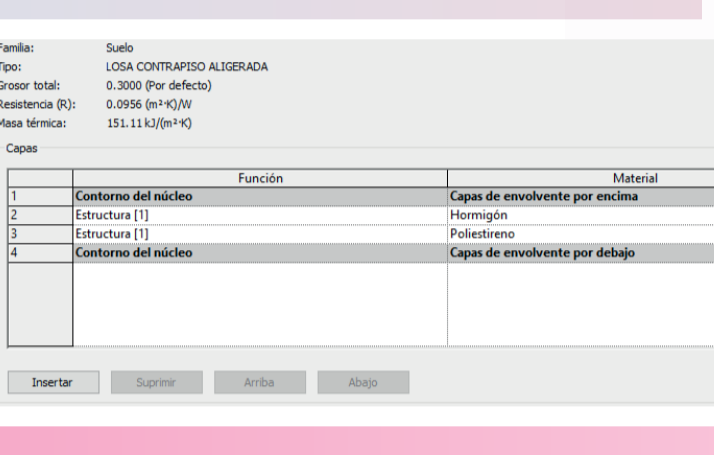 Familia: Suelo
Tipo: LOSA CONTRAPISO ALIGERADA
Grosor total: 0.3000 (Por defecto)
Resistencia (R): 0.0956 (m²·K)/W
Masa térmica: 151.11 kJ/(m²·K)
Capas
Función Material
1 Contorno del núcleo Capas de envolvente por encima
2 Estructura [1] Hormigón
3 Estructura [1] Poliestireno
4 Contorno del núcleo Capas de envolvente por debajo
Insertar Suprimir Arriba Abajo